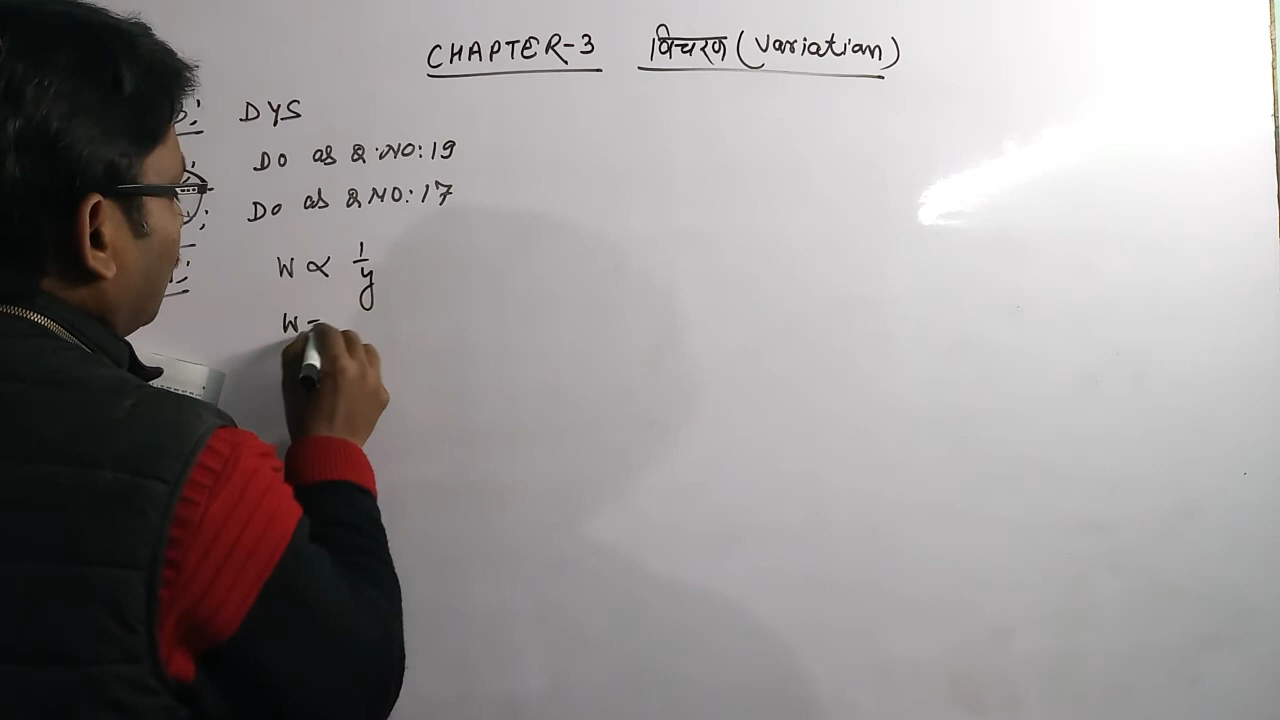 CHAPTER-3 विचरण (Variation)
DYS
Do as Q.NO:19
Do as Q NO:17
W ∝ 1/y
W =